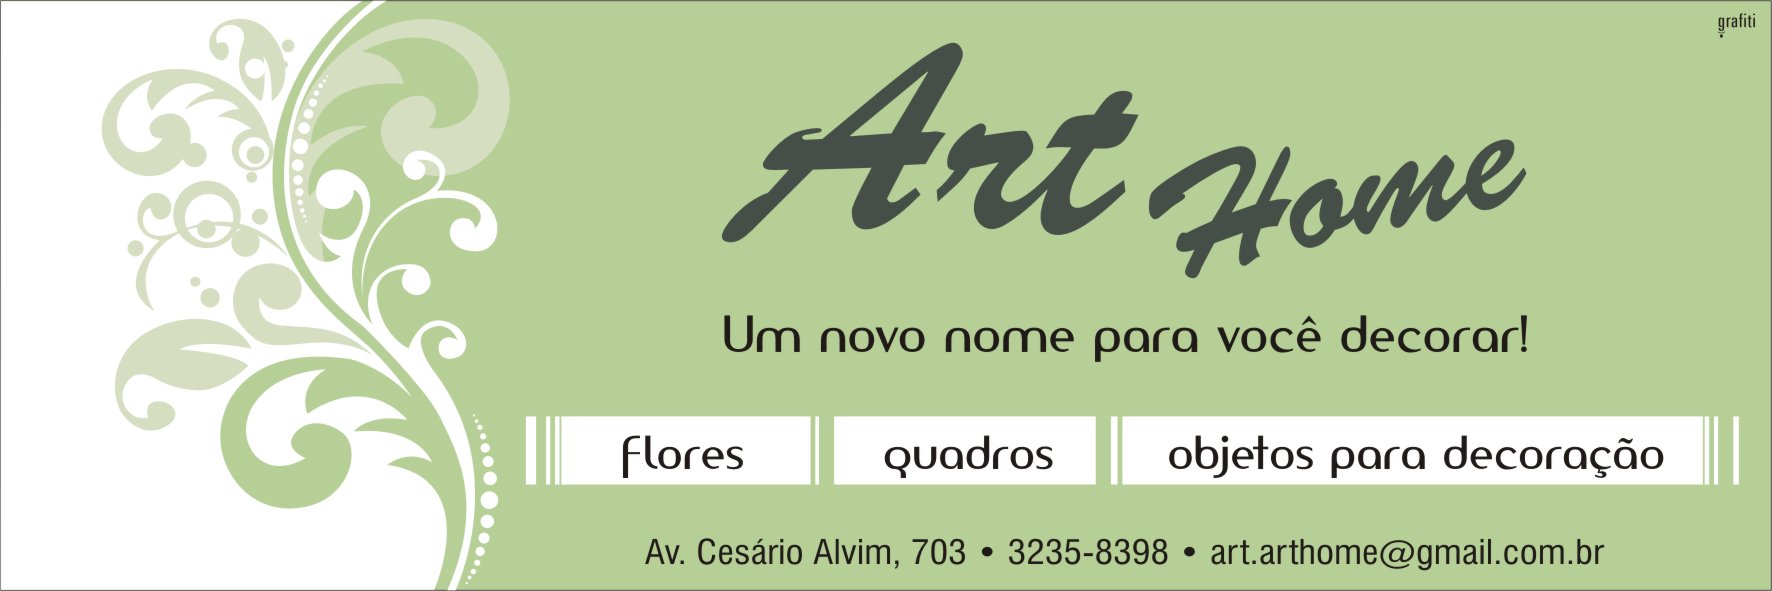 grafiti
Art Home
Um novo nome para você decorar!
flores quadros objetos para decoração
Av. Cesário Alvim, 703 • 3235-8398 • art.arthome@gmail.com.br